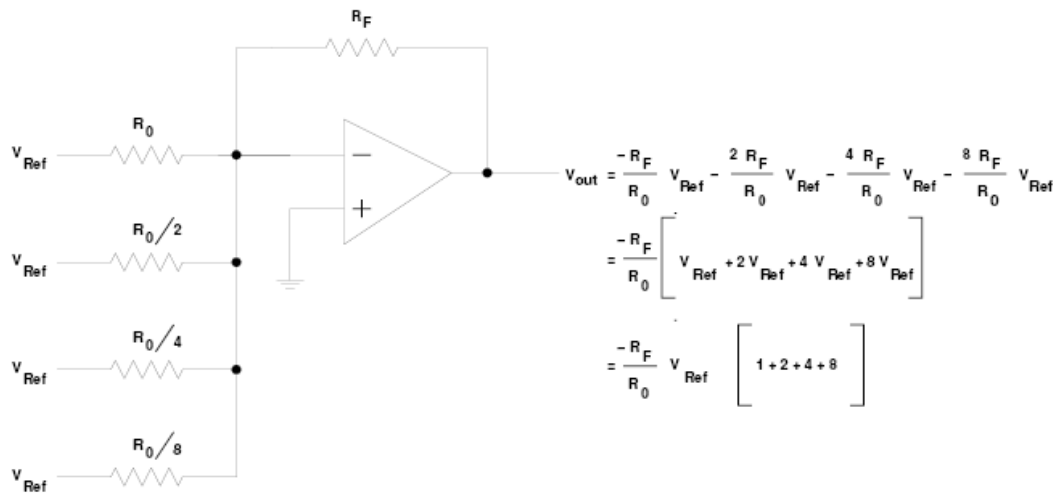 R_F
R_0
V_Ref
−
V_out = -R_F/R_0 V_Ref - 2 R_F/R_0 V_Ref - 4 R_F/R_0 V_Ref - 8 R_F/R_0 V_Ref
+
R_0/2
V_Ref
= -R_F/R_0 [ V_Ref + 2 V_Ref + 4 V_Ref + 8 V_Ref ]
R_0/4
V_Ref
= -R_F/R_0 V_Ref [ 1 + 2 + 4 + 8 ]
R_0/8
V_Ref